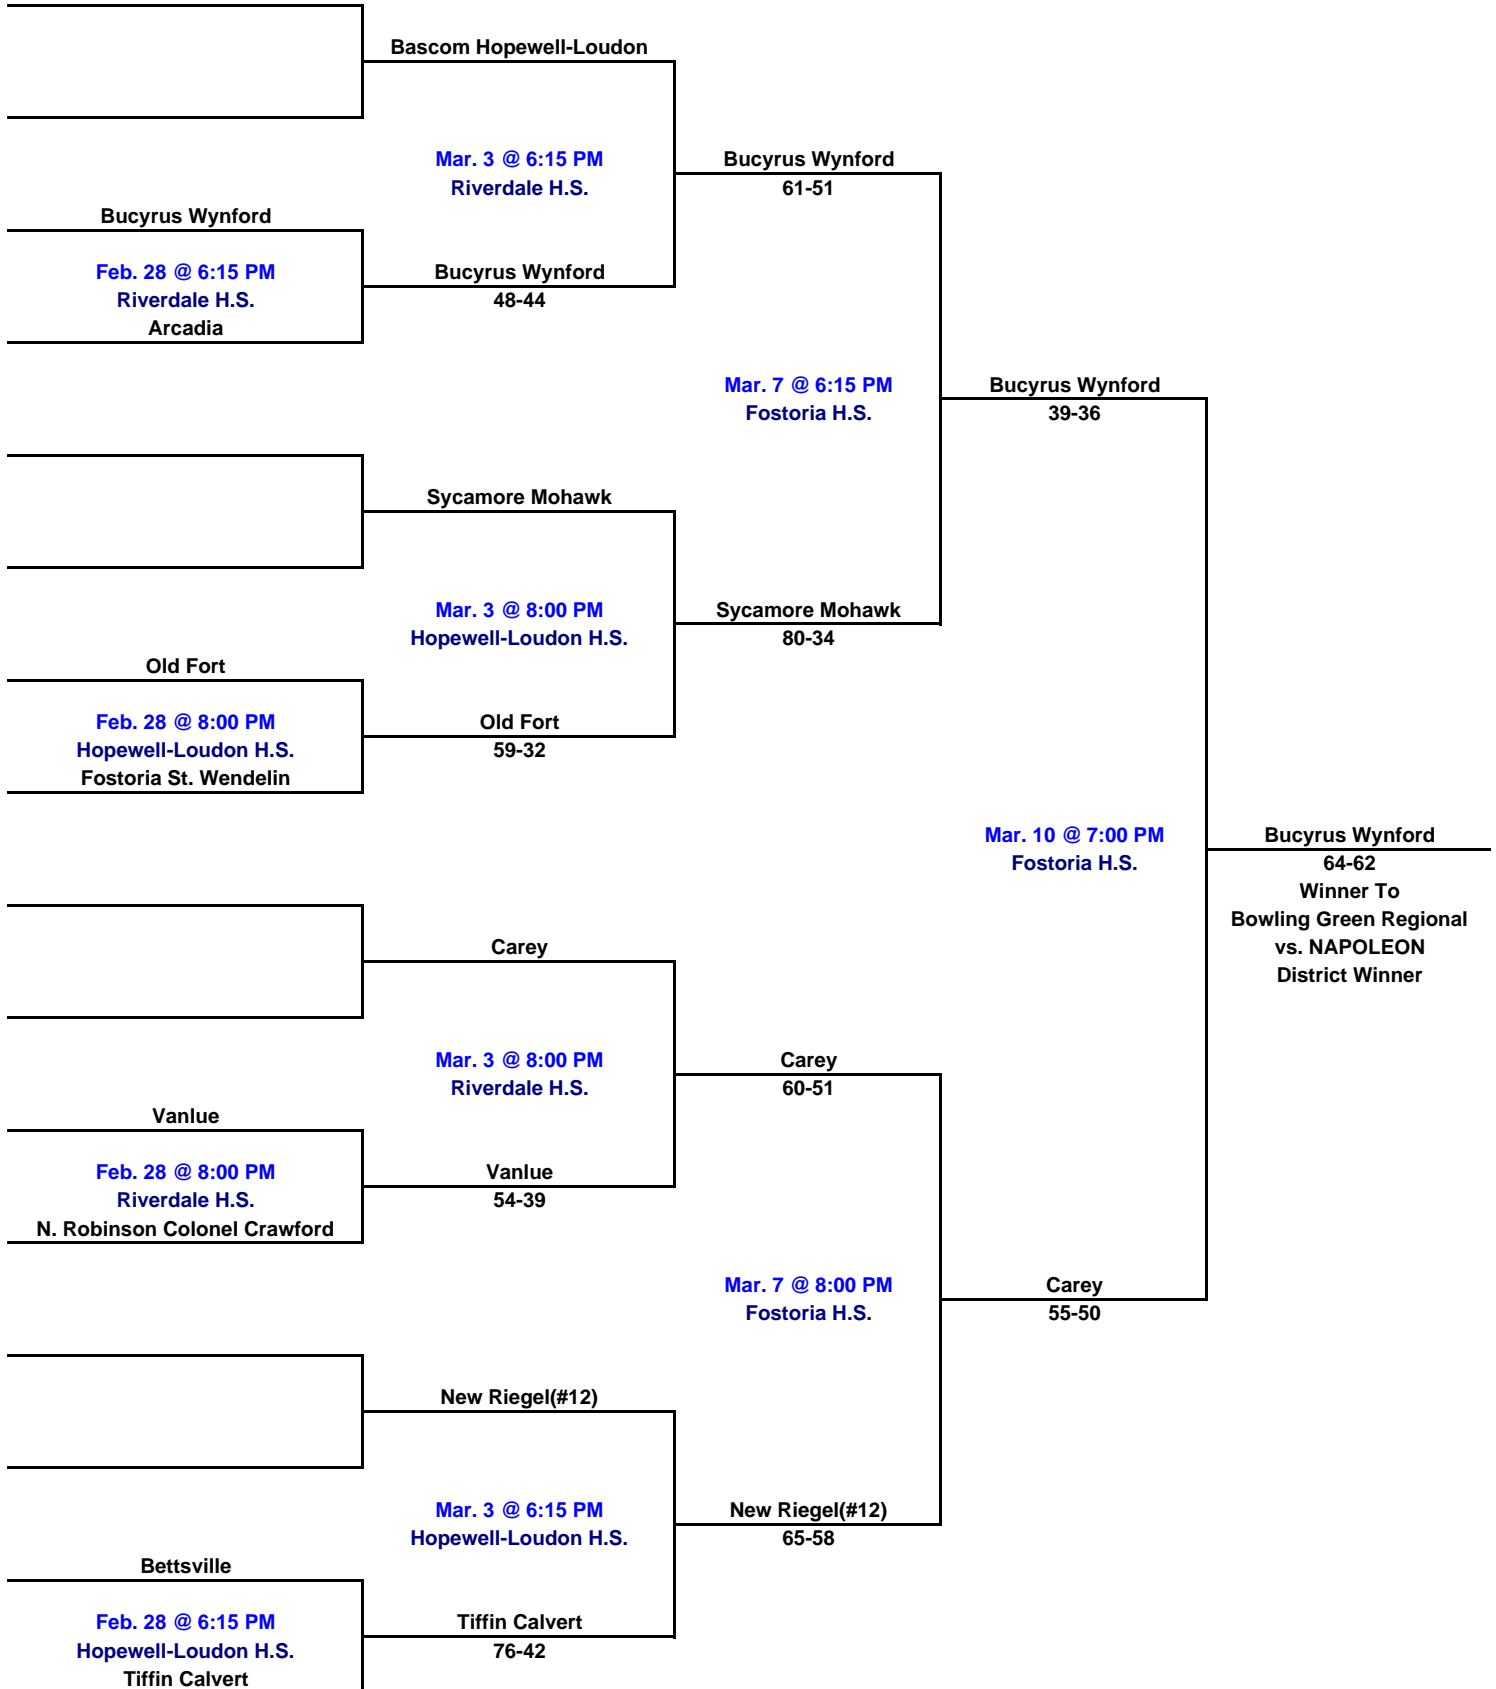 Bascom Hopewell-Loudon
Mar. 3 @ 6:15 PM
Riverdale H.S.
Bucyrus Wynford
61-51
Bucyrus Wynford
Feb. 28 @ 6:15 PM
Riverdale H.S.
Arcadia
Bucyrus Wynford
48-44
Mar. 7 @ 6:15 PM
Fostoria H.S.
Bucyrus Wynford
39-36
Sycamore Mohawk
Mar. 3 @ 8:00 PM
Hopewell-Loudon H.S.
Sycamore Mohawk
80-34
Old Fort
Feb. 28 @ 8:00 PM
Hopewell-Loudon H.S.
Fostoria St. Wendelin
Old Fort
59-32
Mar. 10 @ 7:00 PM
Fostoria H.S.
Bucyrus Wynford
64-62
Winner To
Bowling Green Regional
vs. NAPOLEON
District Winner
Carey
Mar. 3 @ 8:00 PM
Riverdale H.S.
Carey
60-51
Vanlue
Feb. 28 @ 8:00 PM
Riverdale H.S.
N. Robinson Colonel Crawford
Vanlue
54-39
Mar. 7 @ 8:00 PM
Fostoria H.S.
Carey
55-50
New Riegel(#12)
Mar. 3 @ 6:15 PM
Hopewell-Loudon H.S.
New Riegel(#12)
65-58
Bettsville
Feb. 28 @ 6:15 PM
Hopewell-Loudon H.S.
Tiffin Calvert
Tiffin Calvert
76-42